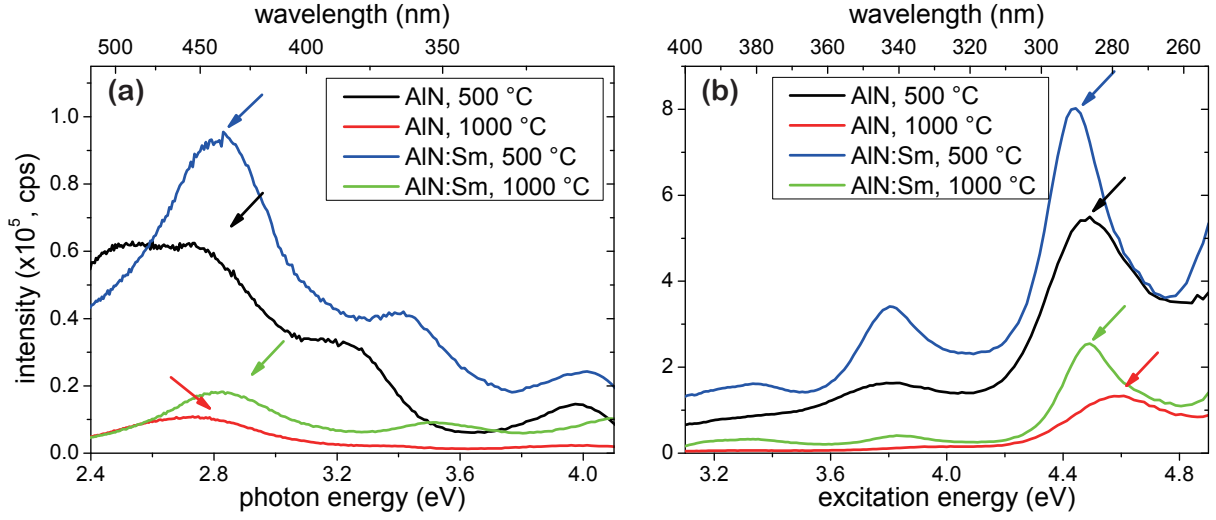 wavelength (nm)
500 450 400 350
(a)
AlN, 500 °C
AlN, 1000 °C
AlN:Sm, 500 °C
AlN:Sm, 1000 °C
intensity (x10⁵, cps)
1.0
0.8
0.6
0.4
0.2
0.0
2.4 2.8 3.2 3.6 4.0
photon energy (eV)
wavelength (nm)
400 380 360 340 320 300 280 260
(b)
AlN, 500 °C
AlN, 1000 °C
AlN:Sm, 500 °C
AlN:Sm, 1000 °C
8
6
4
2
0
3.2 3.6 4.0 4.4 4.8
excitation energy (eV)